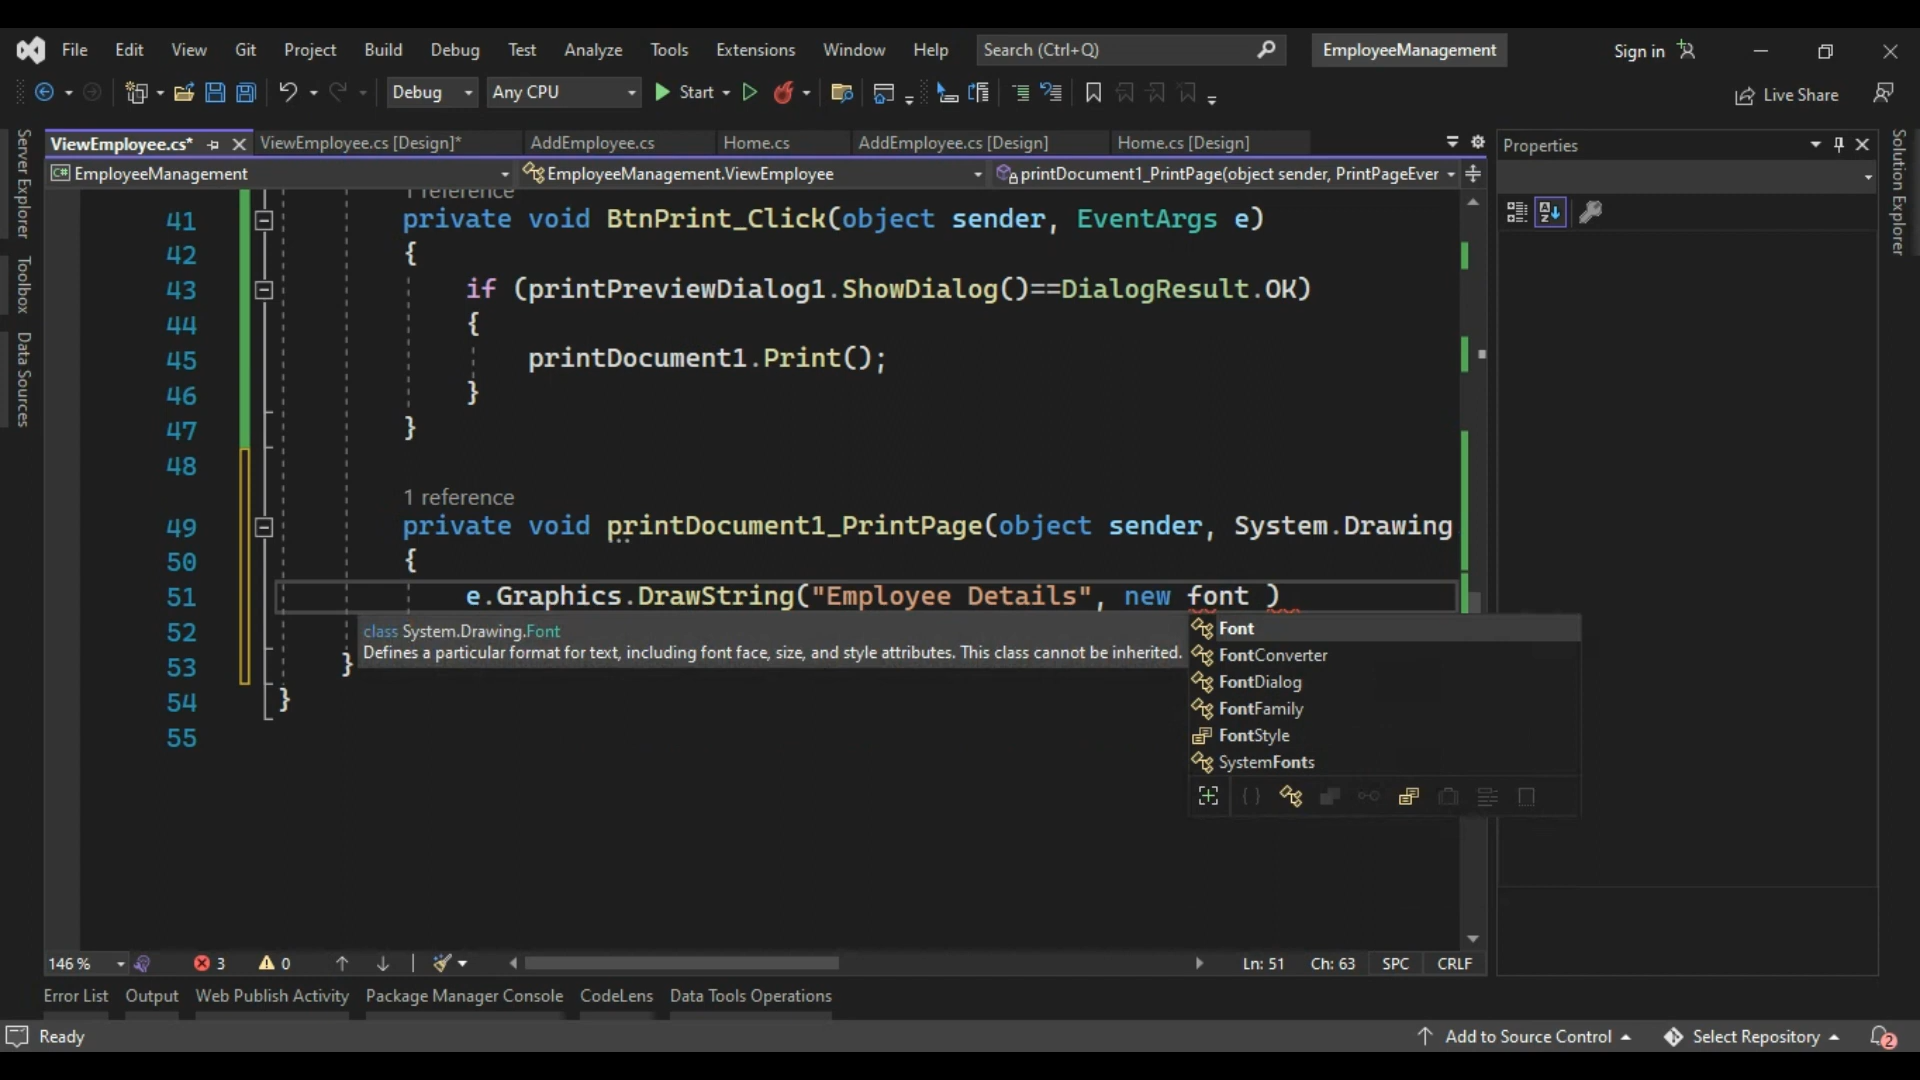 File Edit View Git Project Build Debug Test Analyze Tools Extensions Window Help Search (Ctrl+Q) EmployeeManagement Sign in
Debug Any CPU Start Live Share
ViewEmployee.cs* ViewEmployee.cs [Design]* AddEmployee.cs Home.cs AddEmployee.cs [Design] Home.cs [Design] Properties
C# EmployeeManagement EmployeeManagement.ViewEmployee printDocument1_PrintPage(object sender, PrintPageEver
Server Explorer
Toolbox
Data Sources
Solution Explorer
1 reference
41 private void BtnPrint_Click(object sender, EventArgs e)
42 {
43 if (printPreviewDialog1.ShowDialog()==DialogResult.OK)
44 {
45 printDocument1.Print();
46 }
47 }
48
1 reference
49 private void printDocument1_PrintPage(object sender, System.Drawing
50 {
51 e.Graphics.DrawString("Employee Details", new font )
52
53 }
54 }
55
class System.Drawing.Font
Defines a particular format for text, including font face, size, and style attributes. This class cannot be inherited.
Font
FontConverter
FontDialog
FontFamily
FontStyle
SystemFonts
146 % 3 0 Ln: 51 Ch: 63 SPC CRLF
Error List Output Web Publish Activity Package Manager Console CodeLens Data Tools Operations
Ready Add to Source Control Select Repository 2